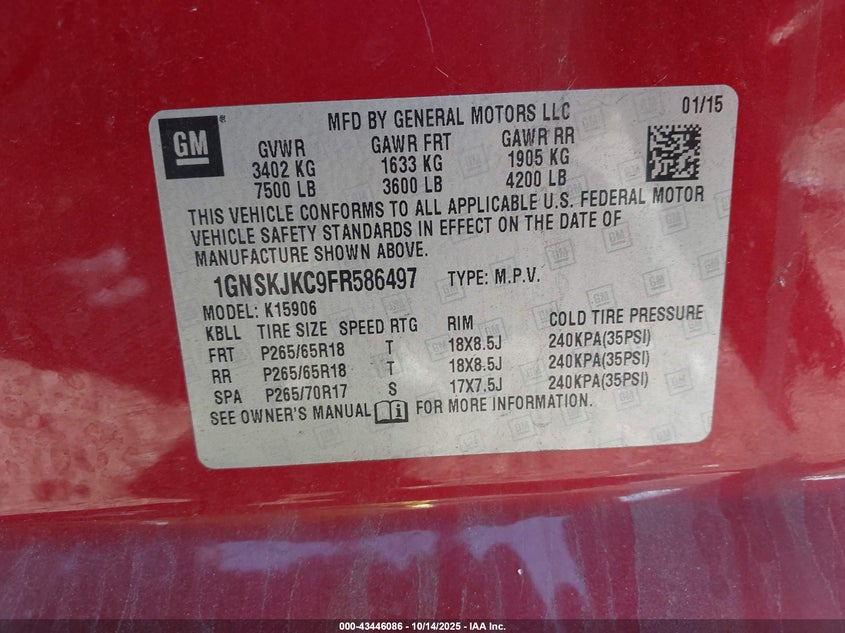 MFD BY GENERAL MOTORS LLC 01/15
GM
GVWR GAWR FRT GAWR RR
3402 KG 1633 KG 1905 KG
7500 LB 3600 LB 4200 LB
THIS VEHICLE CONFORMS TO ALL APPLICABLE U.S. FEDERAL MOTOR
VEHICLE SAFETY STANDARDS IN EFFECT ON THE DATE OF
MANUFACTURE SHOWN ABOVE.
1GNSKJKC9FR586497 TYPE: M.P.V.
MODEL: K15906
KBLL TIRE SIZE SPEED RTG RIM COLD TIRE PRESSURE
FRT P265/65R18 T 18X8.5J 240KPA(35PSI)
RR P265/65R18 T 18X8.5J 240KPA(35PSI)
SPA P265/70R17 S 17X7.5J 240KPA(35PSI)
SEE OWNER'S MANUAL FOR MORE INFORMATION.
000-43446086 - 10/14/2025 - IAA Inc.